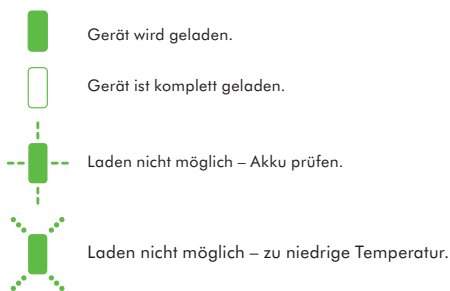 Gerät wird geladen.
Gerät ist komplett geladen.
Laden nicht möglich – Akku prüfen.
Laden nicht möglich – zu niedrige Temperatur.